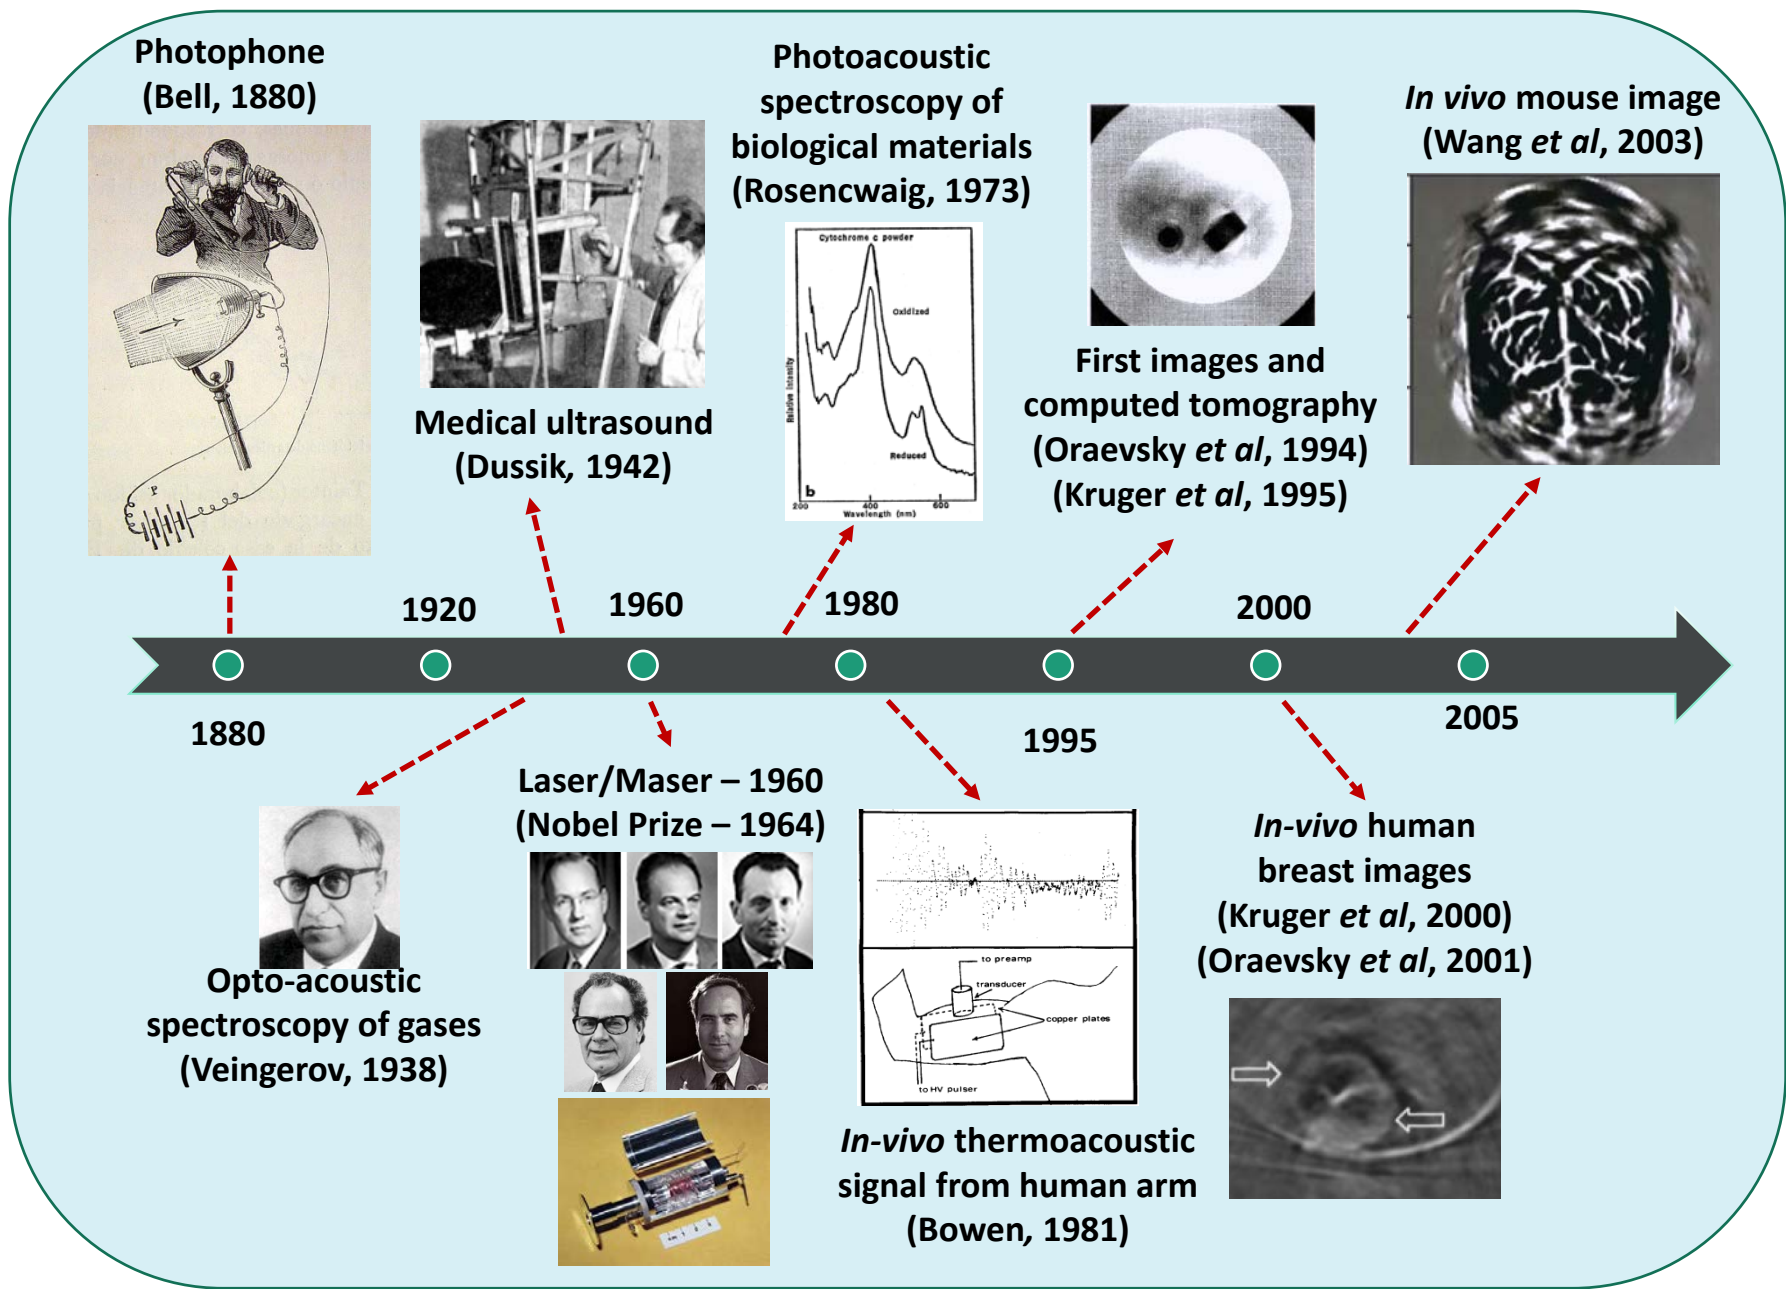 Photophone
(Bell, 1880)
P
Medical ultrasound
(Dussik, 1942)
Photoacoustic
spectroscopy of
biological materials
(Rosencwaig, 1973)
Cytochrome c powder
Oxidized
Reduced
Relative Intensity
b
200 400 600
Wavelength (nm)
First images and
computed tomography
(Oraevsky et al, 1994)
(Kruger et al, 1995)
In vivo mouse image
(Wang et al, 2003)
1920
1960
1980
2000
1880
1995
2005
Opto-acoustic
spectroscopy of gases
(Veingerov, 1938)
Laser/Maser – 1960
(Nobel Prize – 1964)
to preamp
transducer
copper plates
to HV pulser
In-vivo thermoacoustic
signal from human arm
(Bowen, 1981)
In-vivo human
breast images
(Kruger et al, 2000)
(Oraevsky et al, 2001)